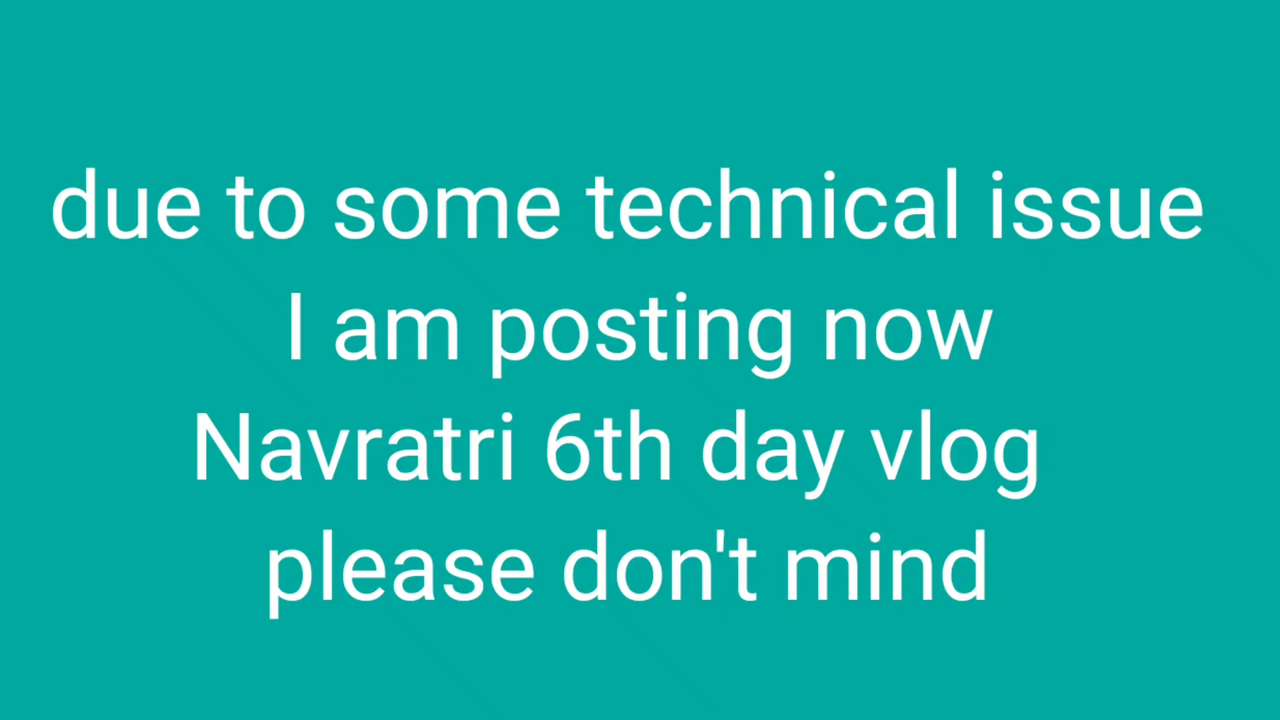 due to some technical issue
I am posting now
Navratri 6th day vlog
please don't mind